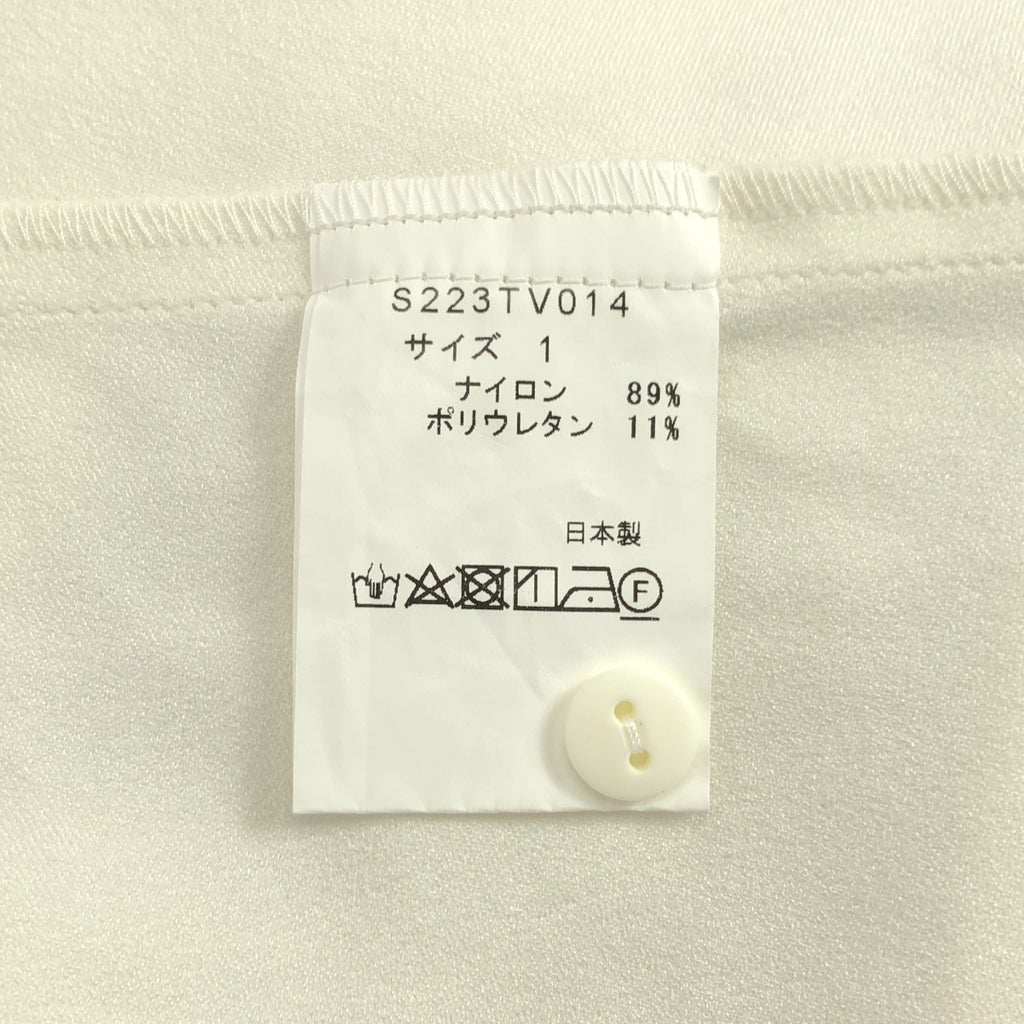 S223TV014
サイズ 1
ナイロン 89%
ポリウレタン 11%
日本製
F